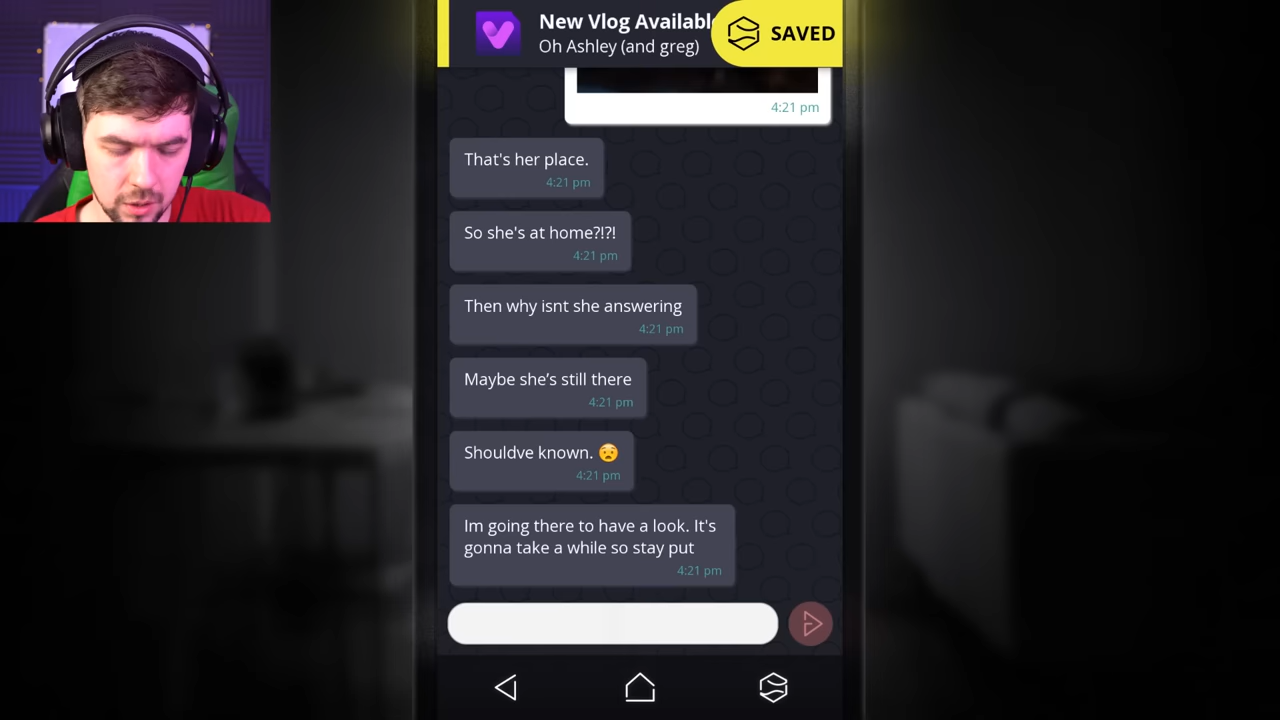 New Vlog Availabl
SAVED
Oh Ashley (and greg)
4:21 pm
That's her place.
4:21 pm
So she's at home?!?!
4:21 pm
Then why isnt she answering
4:21 pm
Maybe she’s still there
4:21 pm
Shouldve known. 😟
4:21 pm
Im going there to have a look. It's
gonna take a while so stay put
4:21 pm